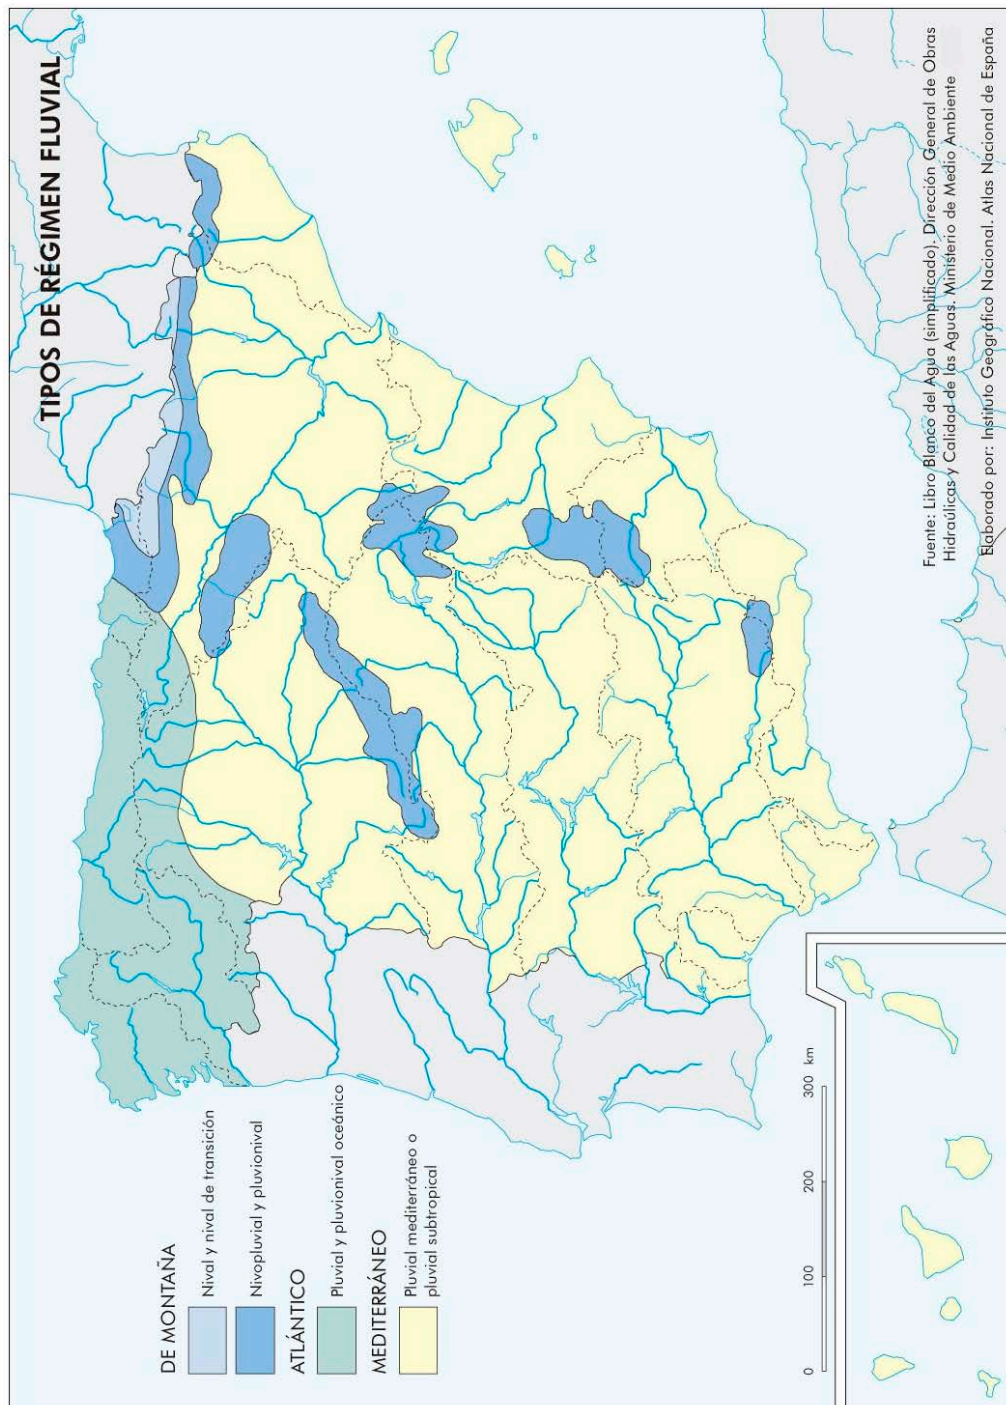 TIPOS DE RÉGIMEN FLUVIAL
DE MONTAÑA
Nival y nival de transición
Nivopluvial y pluvionival
ATLÁNTICO
Pluvial y pluvionival oceánico
MEDITERRÁNEO
Pluvial mediterráneo o
pluvial subtropical
0 100 200 300 km
Fuente: Libro Blanco del Agua (simplificado). Dirección General de Obras
Hidraúlicas y Calidad de las Aguas. Ministerio de Medio Ambiente
Elaborado por: Instituto Geográfico Nacional. Atlas Nacional de España